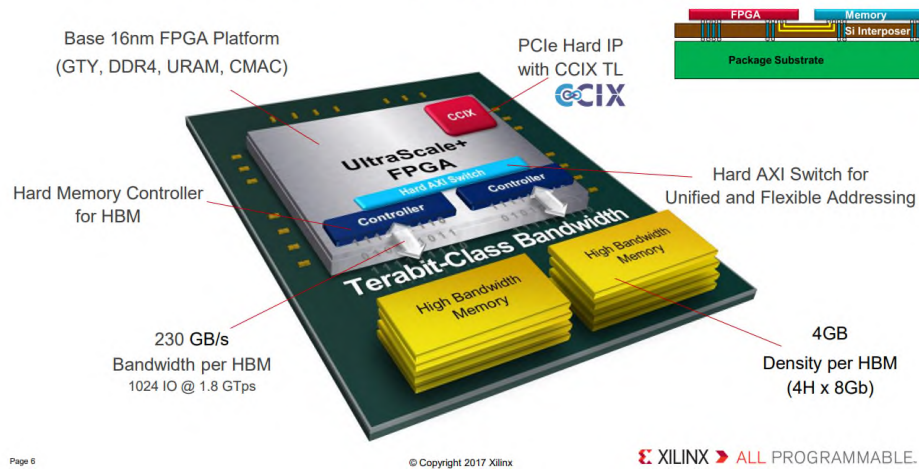 FPGA
Memory
Si Interposer
Package Substrate
Base 16nm FPGA Platform
(GTY, DDR4, URAM, CMAC)
PCIe Hard IP
with CCIX TL
CCIX
CCIX
UltraScale+
FPGA
Hard AXI Switch
Controller
Controller
Hard Memory Controller
for HBM
Hard AXI Switch for
Unified and Flexible Addressing
Terabit-Class Bandwidth
High Bandwidth
Memory
High Bandwidth
Memory
230 GB/s
Bandwidth per HBM
1024 IO @ 1.8 GTps
4GB
Density per HBM
(4H x 8Gb)
Page 6
© Copyright 2017 Xilinx
XILINX ALL PROGRAMMABLE.